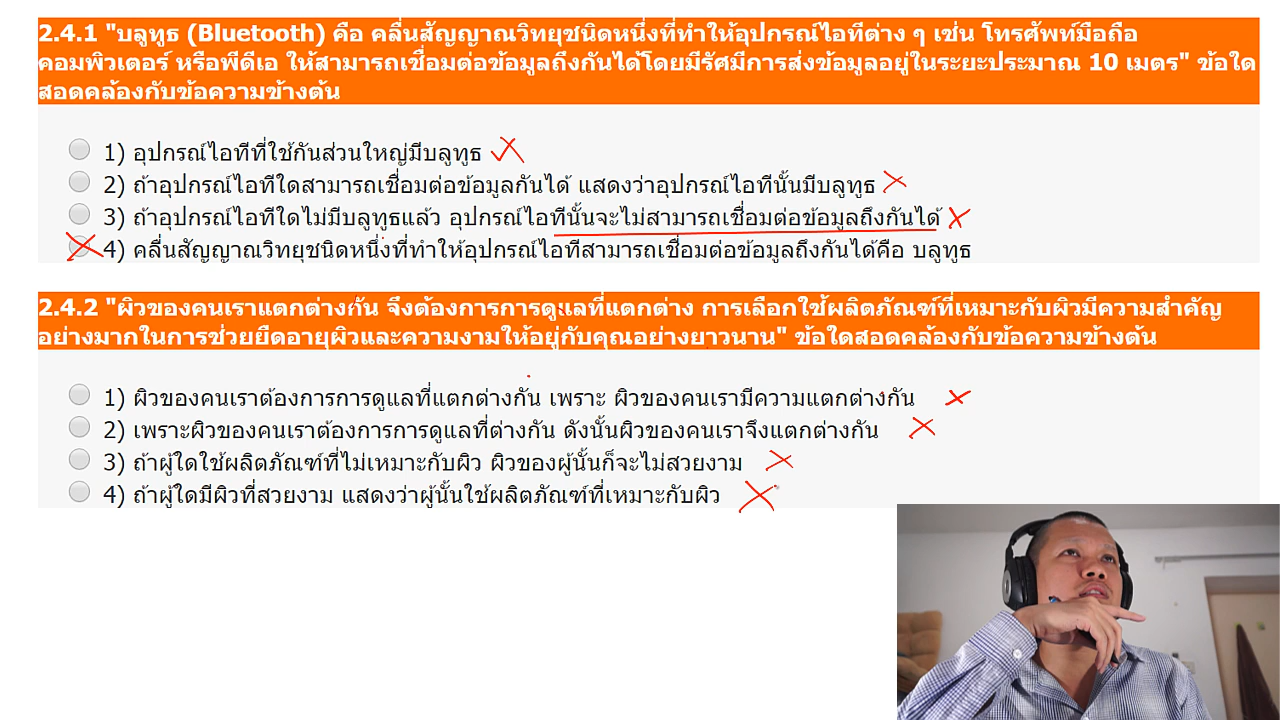 2.4.1 "บลูทูธ (Bluetooth) คือ คลื่นสัญญาณวิทยุชนิดหนึ่งที่ทำให้อุปกรณ์ไอทีต่าง ๆ เช่น โทรศัพท์มือถือ
คอมพิวเตอร์ หรือพีดีเอ ให้สามารถเชื่อมต่อข้อมูลถึงกันได้โดยมีรัศมีการส่งข้อมูลอยู่ในระยะประมาณ 10 เมตร" ข้อใด
สอดคล้องกับข้อความข้างต้น
1) อุปกรณ์ไอทีที่ใช้กันส่วนใหญ่มีบลูทูธ
2) ถ้าอุปกรณ์ไอทีใดสามารถเชื่อมต่อข้อมูลกันได้ แสดงว่าอุปกรณ์ไอทีนั้นมีบลูทูธ
3) ถ้าอุปกรณ์ไอทีใดไม่มีบลูทูธแล้ว อุปกรณ์ไอทีนั้นจะไม่สามารถเชื่อมต่อข้อมูลถึงกันได้
4) คลื่นสัญญาณวิทยุชนิดหนึ่งที่ทำให้อุปกรณ์ไอทีสามารถเชื่อมต่อข้อมูลถึงกันได้คือ บลูทูธ
2.4.2 "ผิวของคนเราแตกต่างกัน จึงต้องการการดูแลที่แตกต่าง การเลือกใช้ผลิตภัณฑ์ที่เหมาะกับผิวมีความสำคัญ
อย่างมากในการช่วยยืดอายุผิวและความงามให้อยู่กับคุณอย่างยาวนาน" ข้อใดสอดคล้องกับข้อความข้างต้น
1) ผิวของคนเราต้องการการดูแลที่แตกต่างกัน เพราะ ผิวของคนเรามีความแตกต่างกัน
2) เพราะผิวของคนเราต้องการการดูแลที่ต่างกัน ดังนั้นผิวของคนเราจึงแตกต่างกัน
3) ถ้าผู้ใดใช้ผลิตภัณฑ์ที่ไม่เหมาะกับผิว ผิวของผู้นั้นก็จะไม่สวยงาม
4) ถ้าผู้ใดมีผิวที่สวยงาม แสดงว่าผู้นั้นใช้ผลิตภัณฑ์ที่เหมาะกับผิว